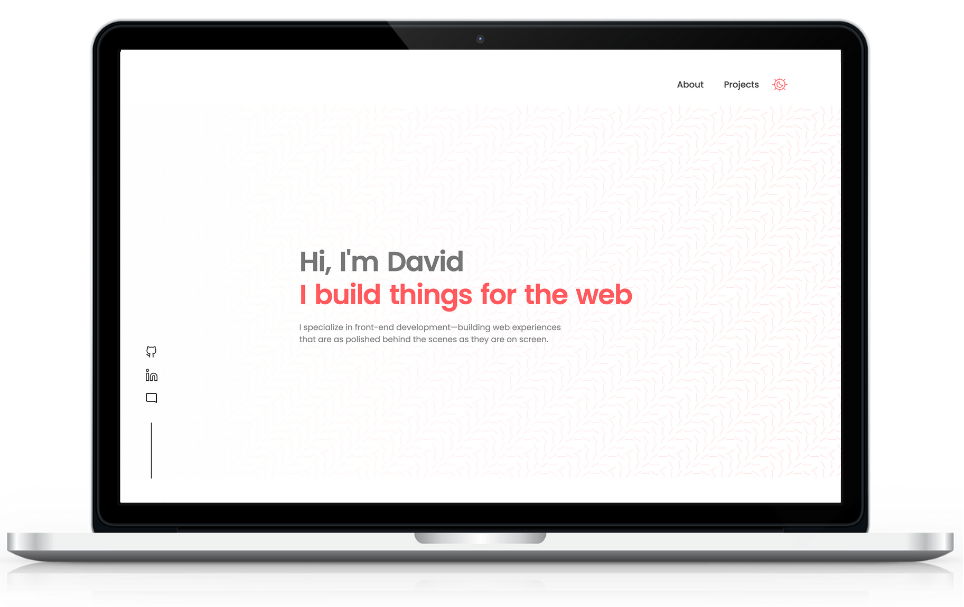 About Projects
Hi, I'm David
I build things for the web
I specialize in front-end development—building web experiences
that are as polished behind the scenes as they are on screen.